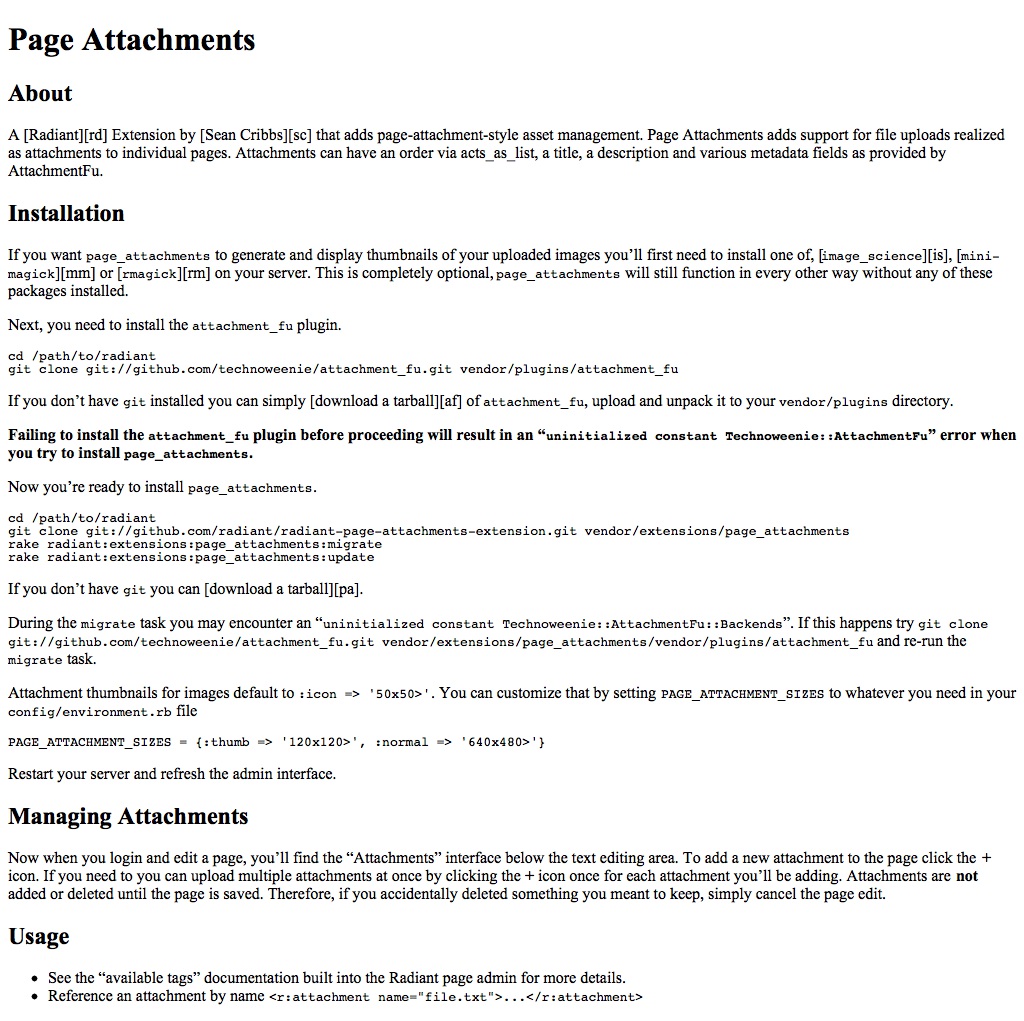 Page Attachments
About
A [Radiant][rd] Extension by [Sean Cribbs][sc] that adds page-attachment-style asset management. Page Attachments adds support for file uploads realized
as attachments to individual pages. Attachments can have an order via acts_as_list, a title, a description and various metadata fields as provided by
AttachmentFu.
Installation
If you want page_attachments to generate and display thumbnails of your uploaded images you’ll first need to install one of, [image_science][is], [mini-
magick][mm] or [rmagick][rm] on your server. This is completely optional, page_attachments will still function in every other way without any of these
packages installed.
Next, you need to install the attachment_fu plugin.
cd /path/to/radiant
git clone git://github.com/technoweenie/attachment_fu.git vendor/plugins/attachment_fu
If you don’t have git installed you can simply [download a tarball][af] of attachment_fu, upload and unpack it to your vendor/plugins directory.
Failing to install the attachment_fu plugin before proceeding will result in an “uninitialized constant Technoweenie::AttachmentFu” error when
you try to install page_attachments.
Now you’re ready to install page_attachments.
cd /path/to/radiant
git clone git://github.com/radiant/radiant-page-attachments-extension.git vendor/extensions/page_attachments
rake radiant:extensions:page_attachments:migrate
rake radiant:extensions:page_attachments:update
If you don’t have git you can [download a tarball][pa].
During the migrate task you may encounter an “uninitialized constant Technoweenie::AttachmentFu::Backends”. If this happens try git clone
git://github.com/technoweenie/attachment_fu.git vendor/extensions/page_attachments/vendor/plugins/attachment_fu and re-run the
migrate task.
Attachment thumbnails for images default to :icon => '50x50>'. You can customize that by setting PAGE_ATTACHMENT_SIZES to whatever you need in your
config/environment.rb file
PAGE_ATTACHMENT_SIZES = {:thumb => '120x120>', :normal => '640x480>'}
Restart your server and refresh the admin interface.
Managing Attachments
Now when you login and edit a page, you’ll find the “Attachments” interface below the text editing area. To add a new attachment to the page click the +
icon. If you need to you can upload multiple attachments at once by clicking the + icon once for each attachment you’ll be adding. Attachments are not
added or deleted until the page is saved. Therefore, if you accidentally deleted something you meant to keep, simply cancel the page edit.
Usage
• See the “available tags” documentation built into the Radiant page admin for more details.
• Reference an attachment by name <r:attachment name="file.txt">...</r:attachment>